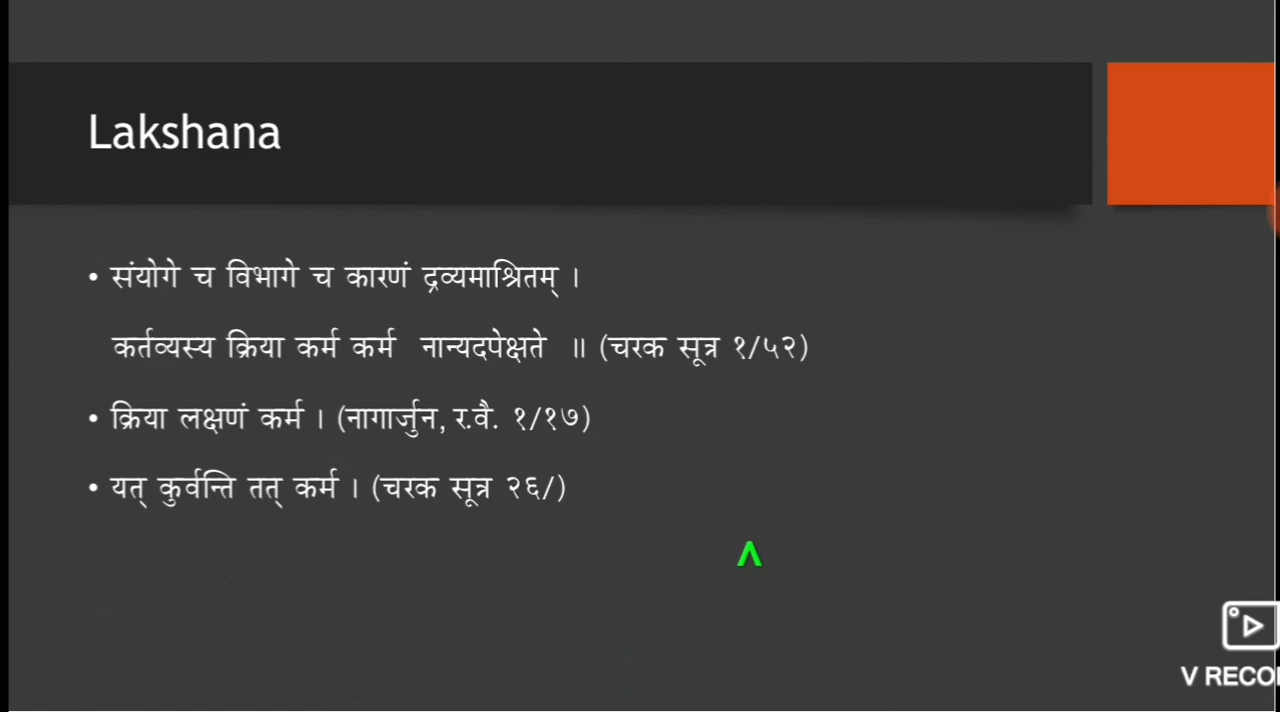 Lakshana
• संयोगे च विभागे च कारणं द्रव्यमाश्रितम् ।
कर्तव्यस्य क्रिया कर्म कर्म नान्यदपेक्षते ॥ (चरक सूत्र १/५२)
• क्रिया लक्षणं कर्म । (नागार्जुन, र.वै. १/१७)
• यत् कुर्वन्ति तत् कर्म । (चरक सूत्र २६/)
V RECO